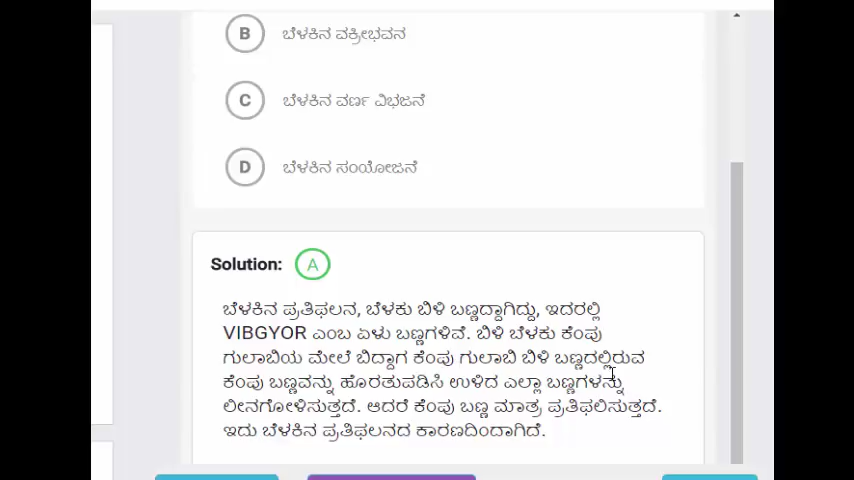 B ಬೆಳಕಿನ ವಕ್ರೀಭವನ
C ಬೆಳಕಿನ ವರ್ಣ ವಿಭಜನೆ
D ಬೆಳಕಿನ ಸಂಯೋಜನೆ
Solution: A
ಬೆಳಕಿನ ಪ್ರತಿಫಲನ, ಬೆಳಕು ಬಿಳಿ ಬಣ್ಣದ್ದಾಗಿದ್ದು, ಇದರಲ್ಲಿ
VIBGYOR ಎಂಬ ಏಳು ಬಣ್ಣಗಳಿವೆ. ಬಿಳಿ ಬೆಳಕು ಕೆಂಪು
ಗುಲಾಬಿಯ ಮೇಲೆ ಬಿದ್ದಾಗ ಕೆಂಪು ಗುಲಾಬಿ ಬಿಳಿ ಬಣ್ಣದಲ್ಲಿರುವ
ಕೆಂಪು ಬಣ್ಣವನ್ನು ಹೊರತುಪಡಿಸಿ ಉಳಿದ ಎಲ್ಲಾ ಬಣ್ಣಗಳನ್ನು
ಲೀನಗೋಳಿಸುತ್ತದೆ. ಆದರೆ ಕೆಂಪು ಬಣ್ಣ ಮಾತ್ರ ಪ್ರತಿಫಲಿಸುತ್ತದೆ.
ಇದು ಬೆಳಕಿನ ಪ್ರತಿಫಲನದ ಕಾರಣದಿಂದಾಗಿದೆ.